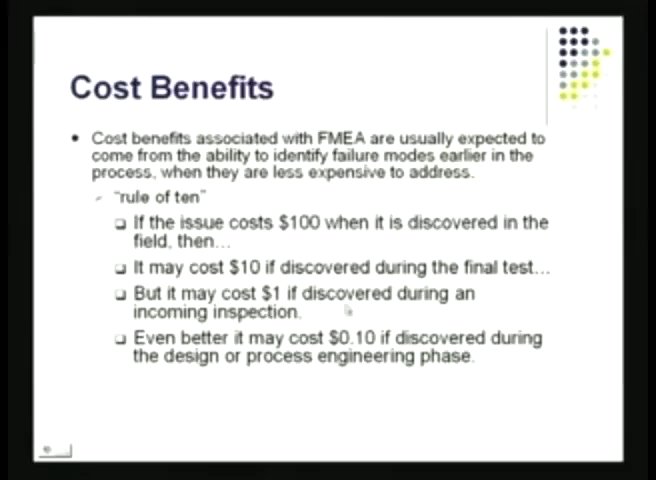 Cost Benefits
• Cost benefits associated with FMEA are usually expected to
come from the ability to identify failure modes earlier in the
process, when they are less expensive to address.
- "rule of ten"
❑ If the issue costs $100 when it is discovered in the
field, then...
❑ It may cost $10 if discovered during the final test...
❑ But it may cost $1 if discovered during an
incoming inspection.
❑ Even better it may cost $0.10 if discovered during
the design or process engineering phase.